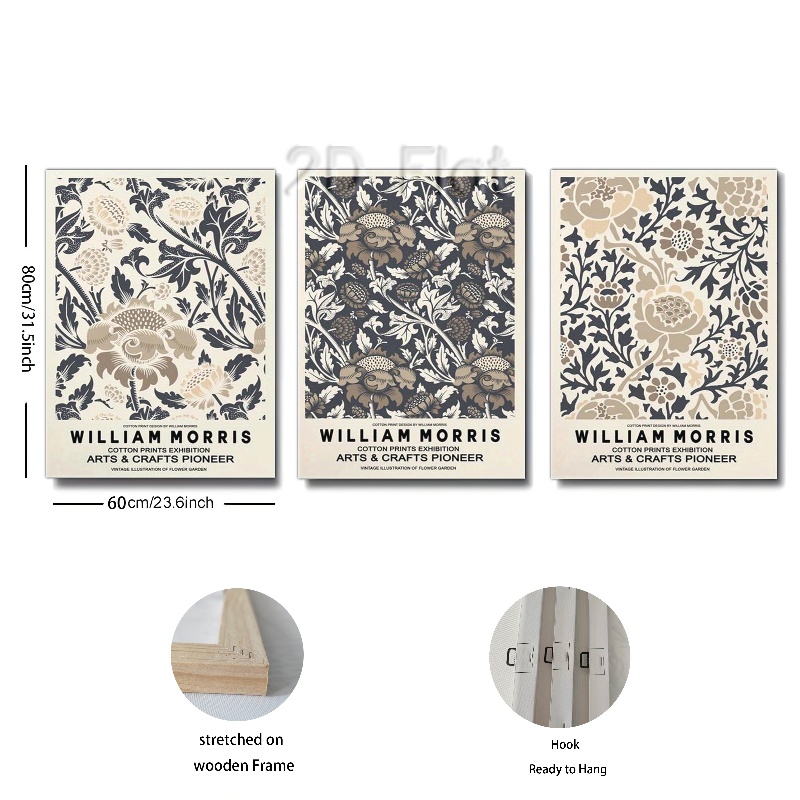 2D Flat
80cm/31.5inch
COTTON PRINT DESIGN BY WILLIAM MORRIS
WILLIAM MORRIS
COTTON PRINTS EXHIBITION
ARTS & CRAFTS PIONEER
VINTAGE ILLUSTRATION OF FLOWER GARDEN
COTTON PRINT DESIGN BY WILLIAM MORRIS
WILLIAM MORRIS
COTTON PRINTS EXHIBITION
ARTS & CRAFTS PIONEER
VINTAGE ILLUSTRATION OF FLOWER GARDEN
COTTON PRINT DESIGN BY WILLIAM MORRIS
WILLIAM MORRIS
COTTON PRINTS EXHIBITION
ARTS & CRAFTS PIONEER
VINTAGE ILLUSTRATION OF FLOWER GARDEN
60cm/23.6inch
stretched on
wooden Frame
Hook
Ready to Hang